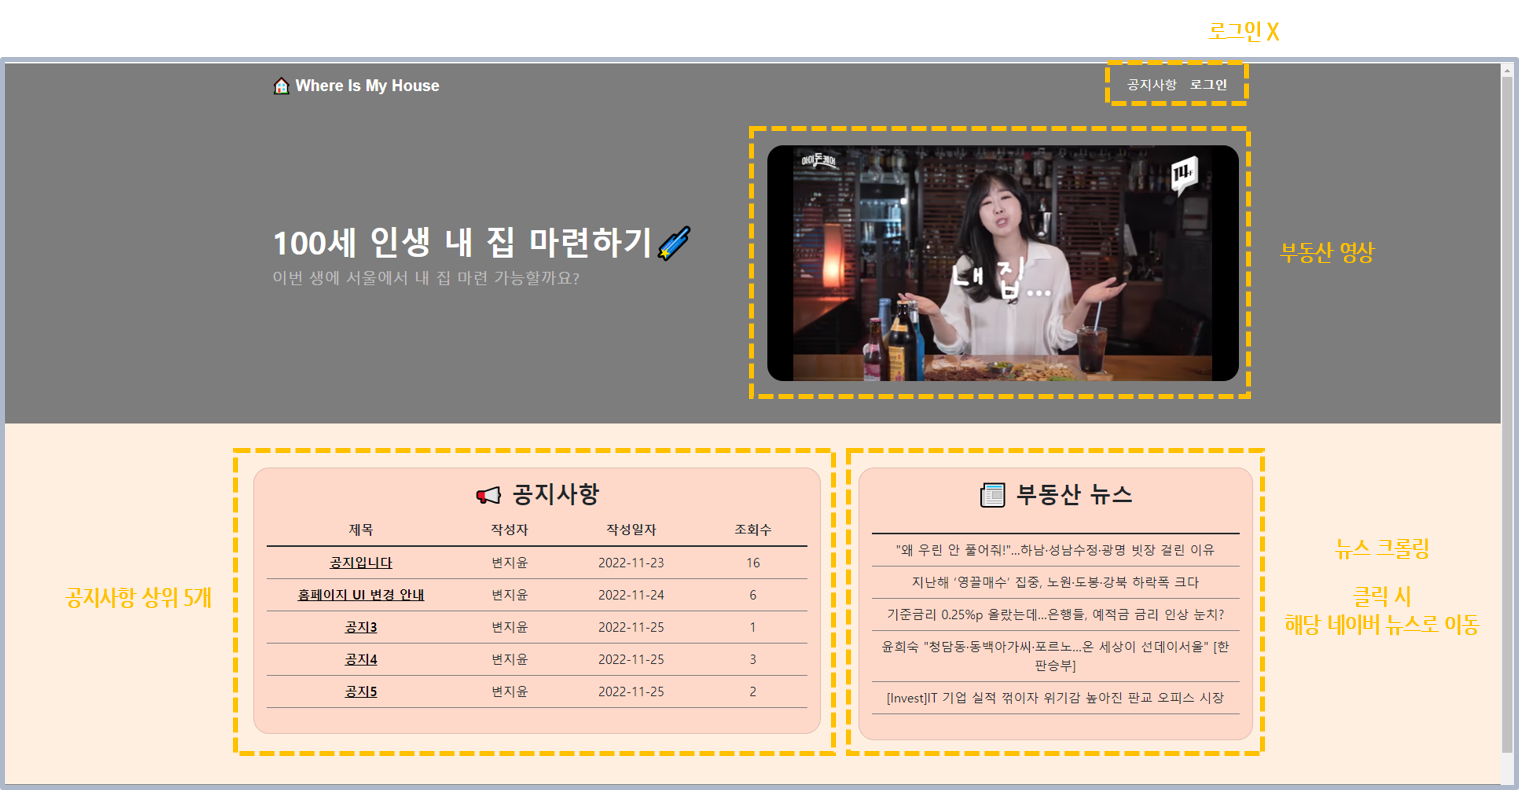 로그인 X
Where Is My House
공지사항 로그인
아이돈케어
14F
100세 인생 내 집 마련하기
이번 생에 서울에서 내 집 마련 가능할까요?
내 집...
부동산 영상
공지사항
제목 작성자 작성일자 조회수
공지입니다 변지윤 2022-11-23 16
홈페이지 UI 변경 안내 변지윤 2022-11-24 6
공지3 변지윤 2022-11-25 1
공지4 변지윤 2022-11-25 3
공지5 변지윤 2022-11-25 2
공지사항 상위 5개
부동산 뉴스
"왜 우린 안 풀어줘!"...하남·성남수정·광명 빗장 걸린 이유
지난해 ‘영끌매수’ 집중, 노원·도봉·강북 하락폭 크다
기준금리 0.25%p 올랐는데…은행들, 예적금 금리 인상 눈치?
윤희숙 "청담동·동백아가씨·포르노…온 세상이 선데이서울" [한
판승부]
[Invest]IT 기업 실적 꺾이자 위기감 높아진 판교 오피스 시장
뉴스 크롤링
클릭 시
해당 네이버 뉴스로 이동